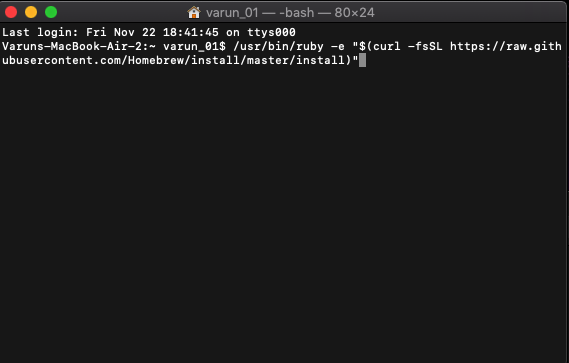 varun_01 — -bash — 80×24
Last login: Fri Nov 22 18:41:45 on ttys000
Varuns-MacBook-Air-2:~ varun_01$ /usr/bin/ruby -e "$(curl -fsSL https://raw.gith
ubusercontent.com/Homebrew/install/master/install)"